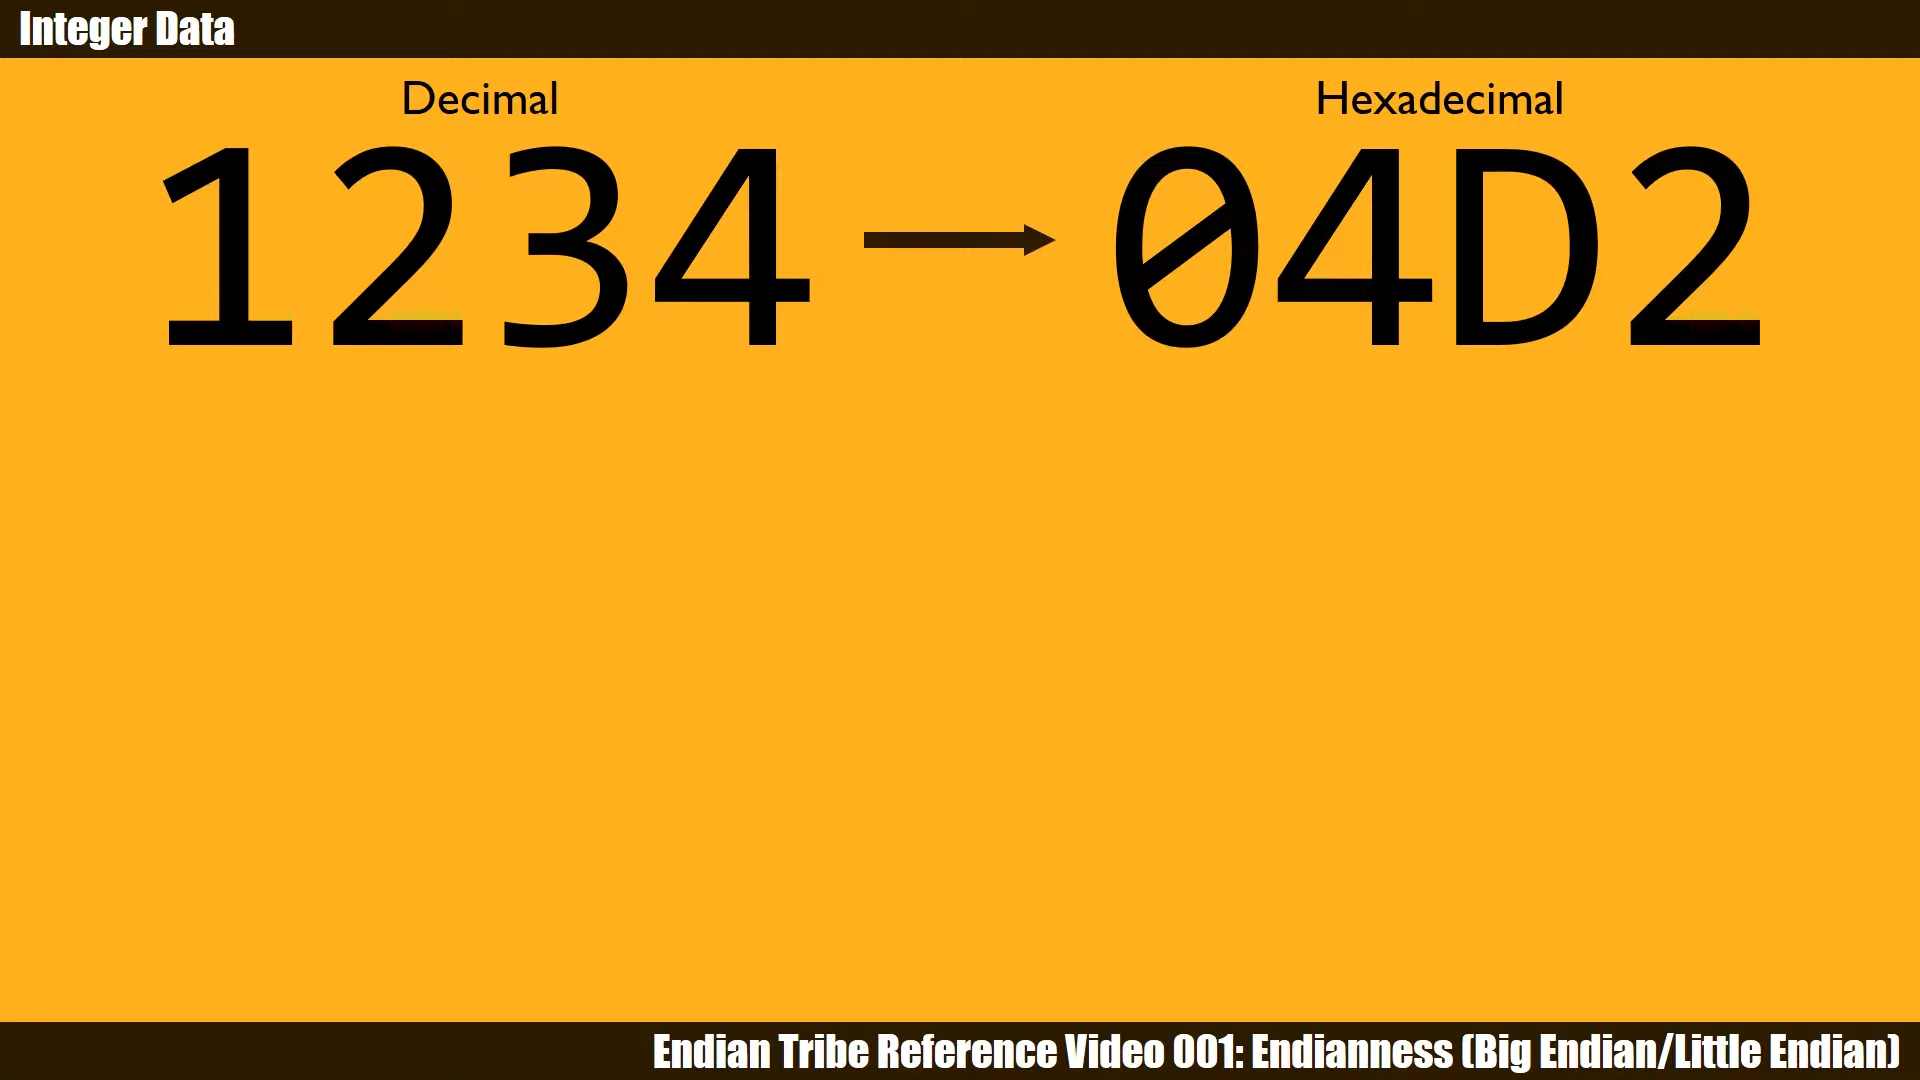 Integer Data
Decimal
Hexadecimal
1234
04D2
Endian Tribe Reference Video 001: Endianness (Big Endian/Little Endian)